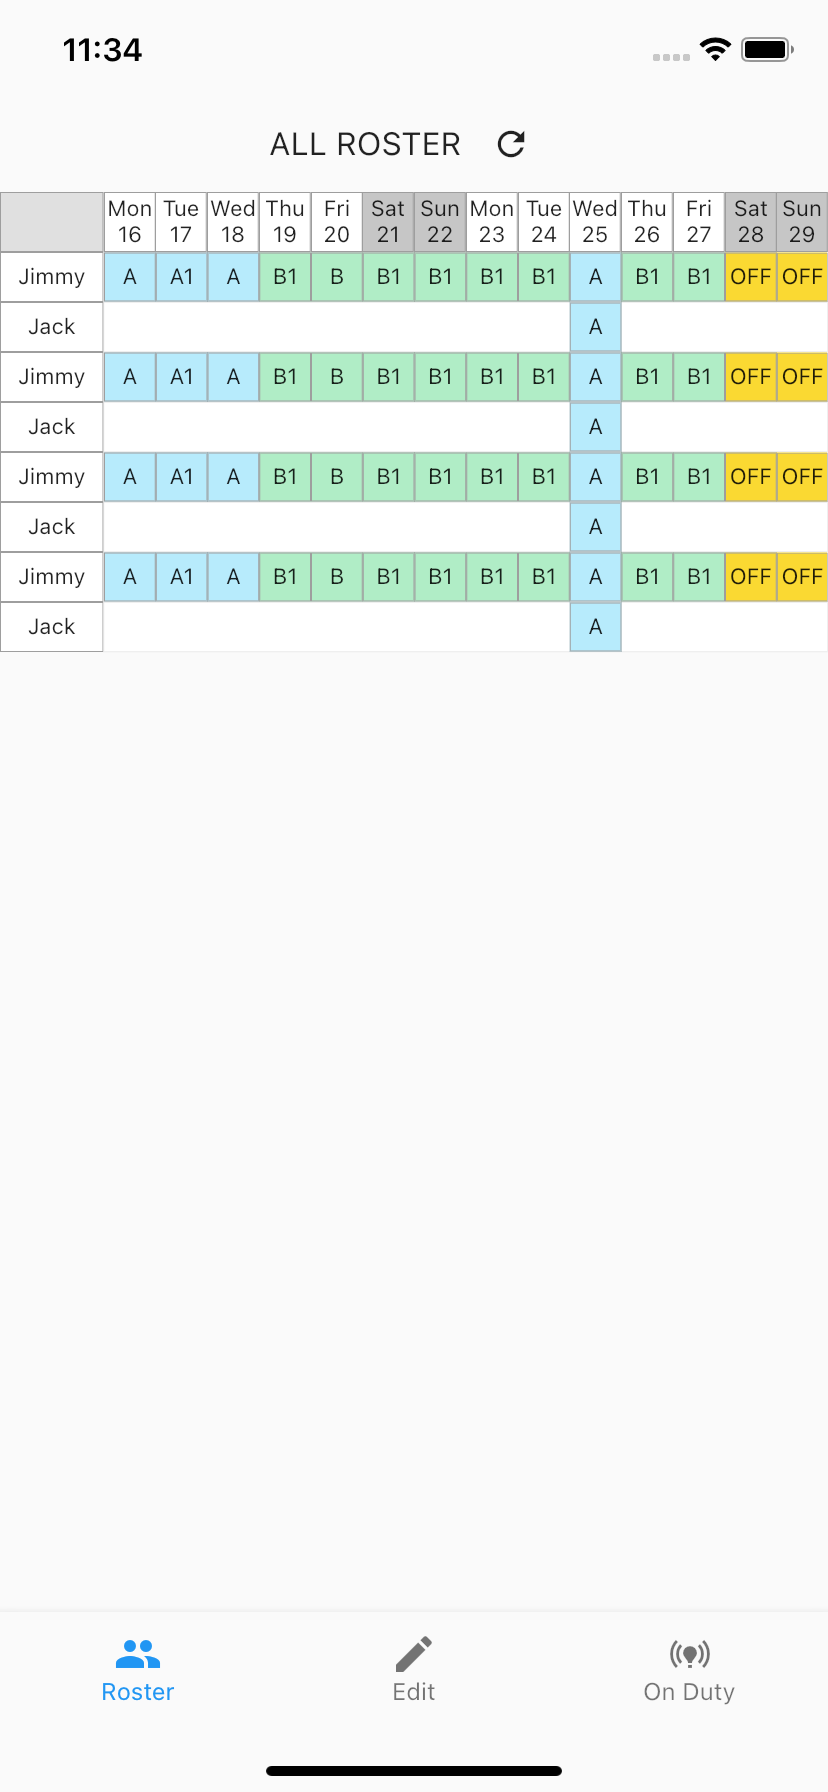 11:34
ALL ROSTER
Mon Tue Wed Thu Fri Sat Sun Mon Tue Wed Thu Fri Sat Sun
16 17 18 19 20 21 22 23 24 25 26 27 28 29
Jimmy A A1 A B1 B B1 B1 B1 B1 A B1 B1 OFF OFF
Jack A
Jimmy A A1 A B1 B B1 B1 B1 B1 A B1 B1 OFF OFF
Jack A
Jimmy A A1 A B1 B B1 B1 B1 B1 A B1 B1 OFF OFF
Jack A
Jimmy A A1 A B1 B B1 B1 B1 B1 A B1 B1 OFF OFF
Jack A
Roster Edit On Duty